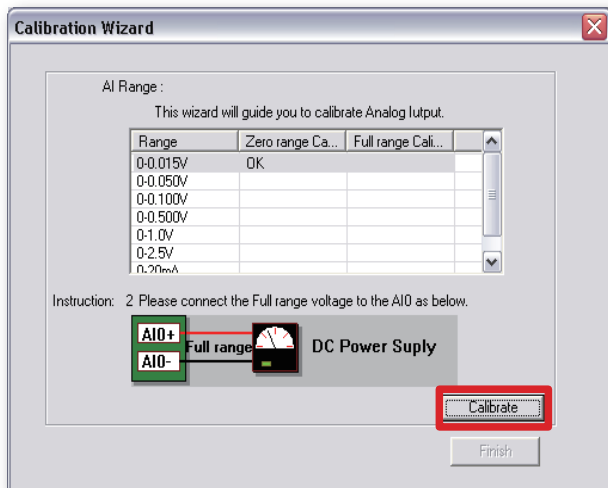 Calibration Wizard
AI Range :
This wizard will guide you to calibrate Analog Iutput.
Range Zero range Ca... Full range Cali...
0-0.015V OK
0-0.050V
0-0.100V
0-0.500V
0-1.0V
0-2.5V
0-20mA
Instruction: 2 Please connect the Full range voltage to the AI0 as below.
AI0+
Full range DC Power Suply
AI0-
Calibrate
Finish